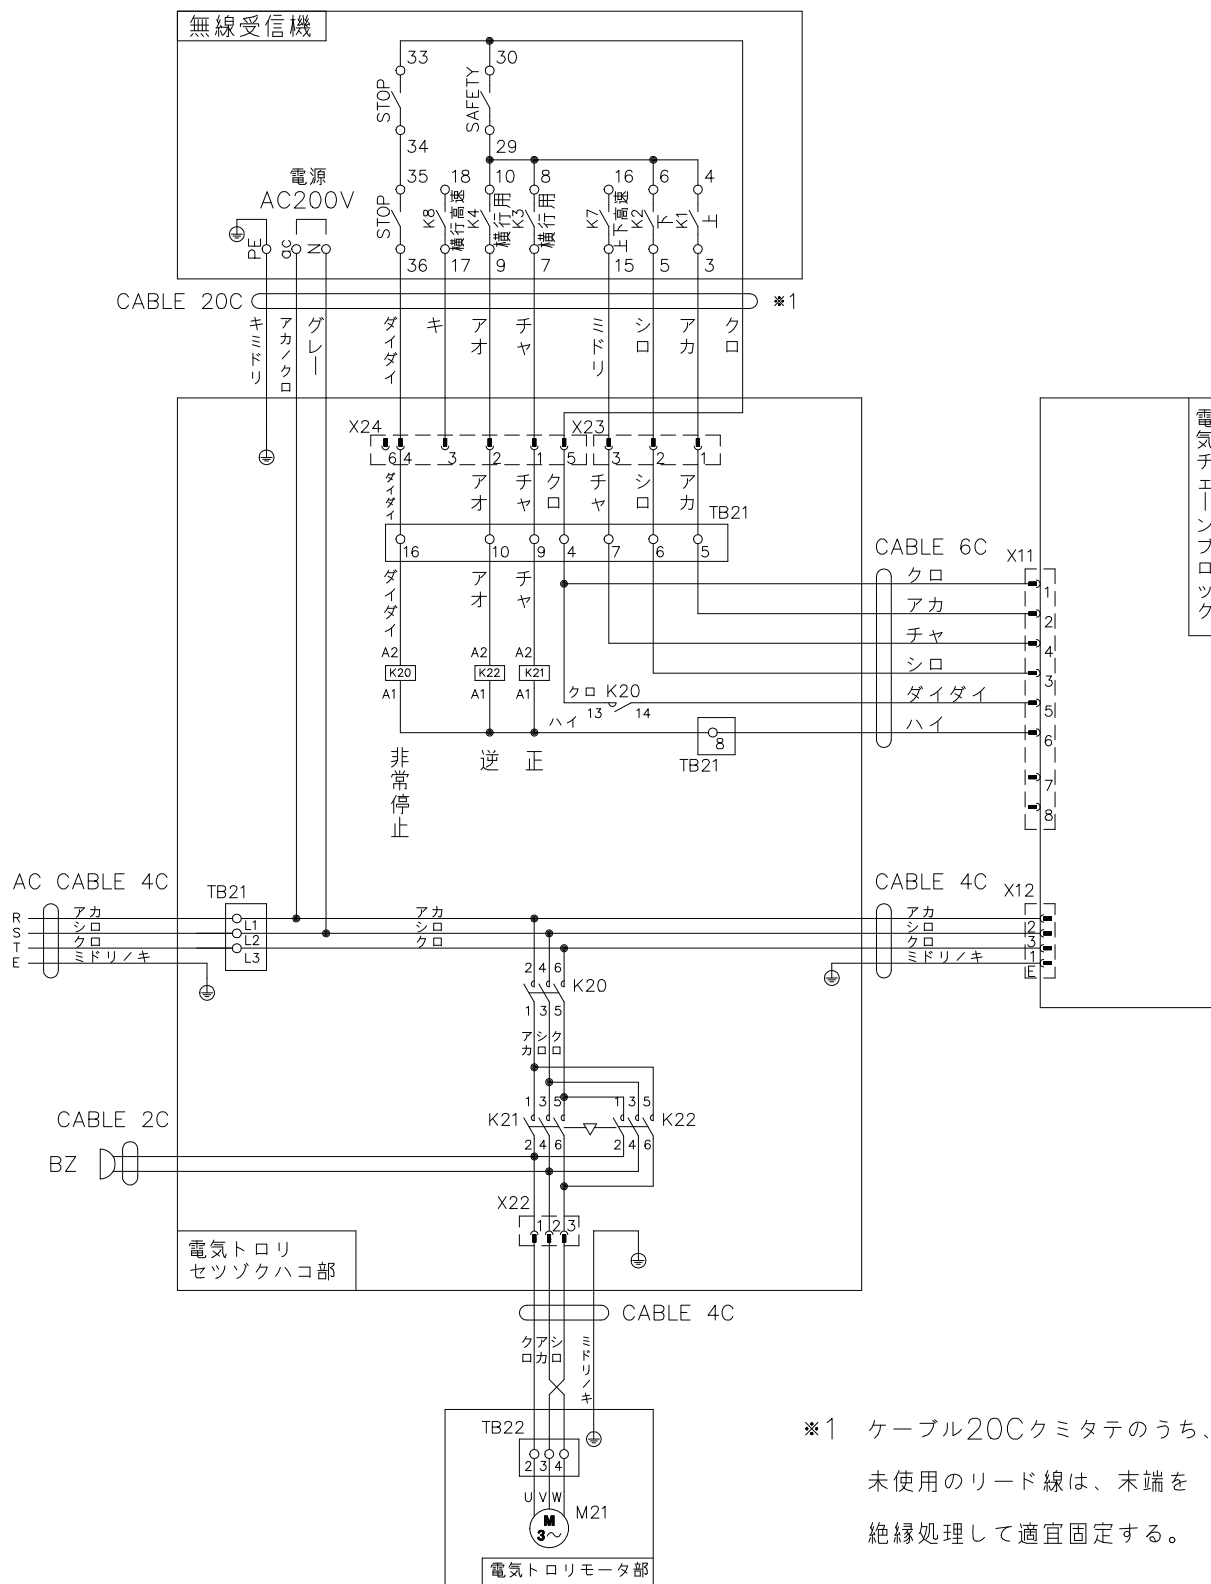 無線受信機
33
30
STOP
SAFETY
34
29
電源
AC200V
35
18
10
8
16
6
4
STOP
K8
横行高速
K4
横行用
K3
横行用
K7
上下高速
K2
下
K1
上
PE
ac
N
36
17
9
7
15
5
3
CABLE 20C
※1
キミドリ
アカ/クロ
グレー
ダイダイ
キ
アオ
チャ
ミドリ
シロ
アカ
クロ
X24
X23
6 4 3 2 1 5 3 2 1
ダイダイ
アオ
チャ
クロ
チャ
シロ
アカ
TB21
16 10 9 4 7 6 5
電気チェーンブロック
CABLE 6C
X11
クロ
1
アカ
2
チャ
4
シロ
3
ダイダイ
5
ハイ
6
7
8
ダイダイ
アオ
チャ
A2 A2 A2
K20 K22 K21
A1 A1 A1
クロ K20
13 14
ハイ
8
TB21
非常停止
逆
正
AC CABLE 4C
TB21
CABLE 4C
X12
R アカ L1 アカ アカ 2
S シロ L2 シロ シロ 3
T クロ L3 クロ クロ 1
E ミドリ/キ ミドリ/キ E
2 4 6
K20
1 3 5
アカ
シロ
クロ
1 3 5 1 3 5
K21 K22
2 4 6 2 4 6
CABLE 2C
BZ
X22
1 2 3
電気トロリ
セツゾクハコ部
CABLE 4C
クロ
アカ
シロ
ミドリ/キ
TB22
2 3 4
U V W
M21
M
3～
電気トロリモータ部
※1 ケーブル20Cクミタテのうち、
未使用のリード線は、末端を
絶縁処理して適宜固定する。